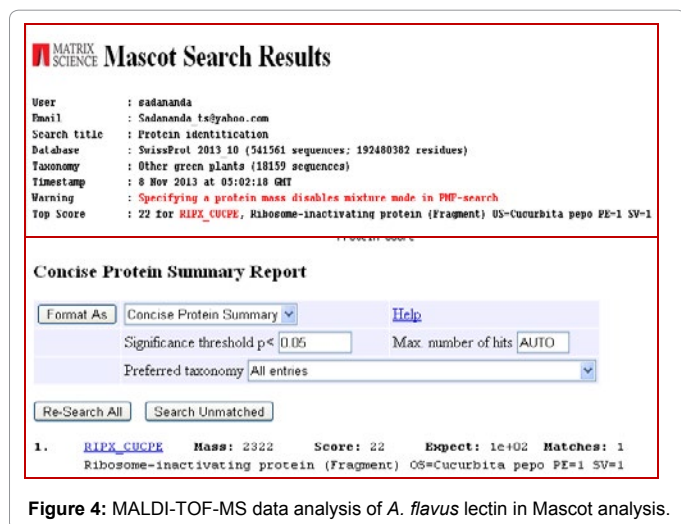 MATRIX SCIENCE Mascot Search Results
User : sadananda
Email : Sadananda_ts@yahoo.com
Search title : Protein identitication
Database : SwissProt 2013_10 (541561 sequences; 192480382 residues)
Taxonomy : Other green plants (18159 sequences)
Timestamp : 8 Nov 2013 at 05:02:18 GMT
Warning : Specifying a protein mass disables mixture mode in PMF-search
Top Score : 22 for RIPX_CUCPE, Ribosome-inactivating protein (Fragment) OS=Cucurbita pepo PE=1 SV=1
Concise Protein Summary Report
Format As Concise Protein Summary Help
Significance threshold p< 0.05 Max. number of hits AUTO
Preferred taxonomy All entries
Re-Search All Search Unmatched
1. RIPX_CUCPE Mass: 2322 Score: 22 Expect: 1e+02 Matches: 1
Ribosome-inactivating protein (Fragment) OS=Cucurbita pepo PE=1 SV=1
Figure 4: MALDI-TOF-MS data analysis of A. flavus lectin in Mascot analysis.